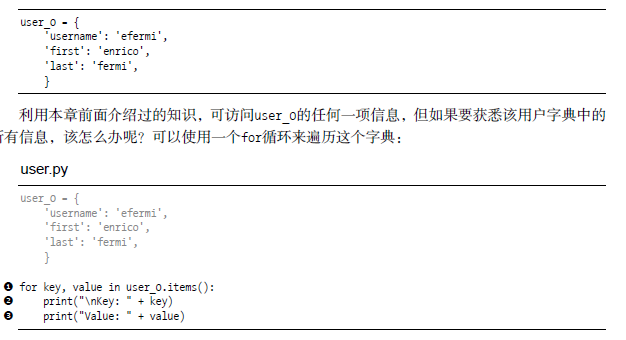 user_0 = {
    'username': 'efermi',
    'first': 'enrico',
    'last': 'fermi',
    }
利用本章前面介绍过的知识，可访问user_0的任何一项信息，但如果要获悉该用户字典中的
所有信息，该怎么办呢？可以使用一个for循环来遍历这个字典：
user.py
user_0 = {
    'username': 'efermi',
    'first': 'enrico',
    'last': 'fermi',
    }
❶ for key, value in user_0.items():
❷     print("\nKey: " + key)
❸     print("Value: " + value)